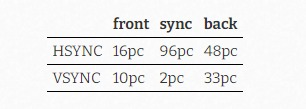 front sync back
HSYNC 16pc 96pc 48pc
VSYNC 10pc 2pc 33pc